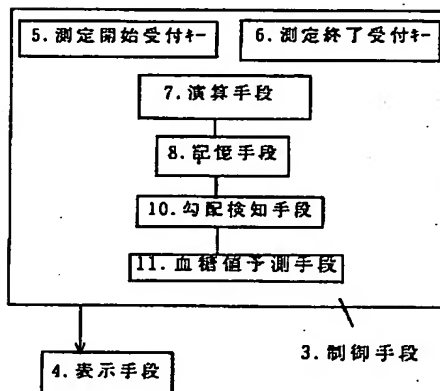 5.測定開始受付キー
6.測定終了受付キー
7.演算手段
8.記憶手段
10.勾配検知手段
11.血糖値予測手段
3.制御手段
4.表示手段